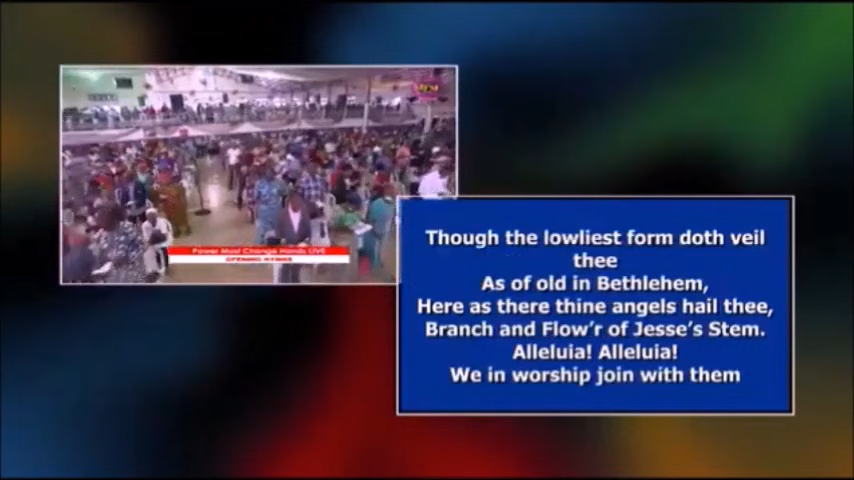 Power Must Change Hands LIVE
OPENING HYMNS
Though the lowliest form doth veil
thee
As of old in Bethlehem,
Here as there thine angels hail thee,
Branch and Flow'r of Jesse's Stem.
Alleluia! Alleluia!
We in worship join with them